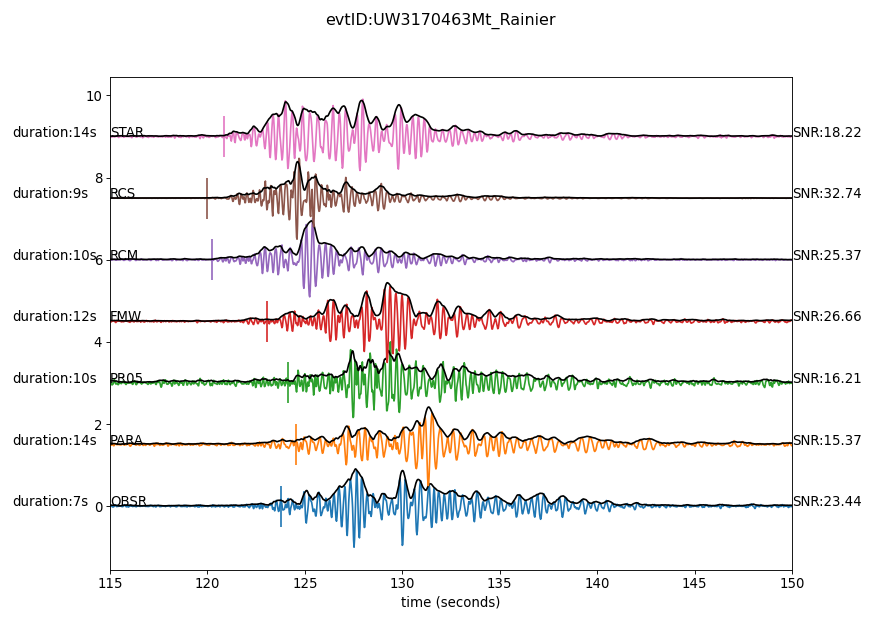 evtID:UW3170463Mt_Rainier
10
duration:14s STAR SNR:18.22
8
duration:9s RCS SNR:32.74
duration:10s RCM SNR:25.37
6
duration:12s EMW SNR:26.66
4
duration:10s PR05 SNR:16.21
2
duration:14s PARA SNR:15.37
duration:7s OBSR SNR:23.44
0
115 120 125 130 135 140 145 150
time (seconds)